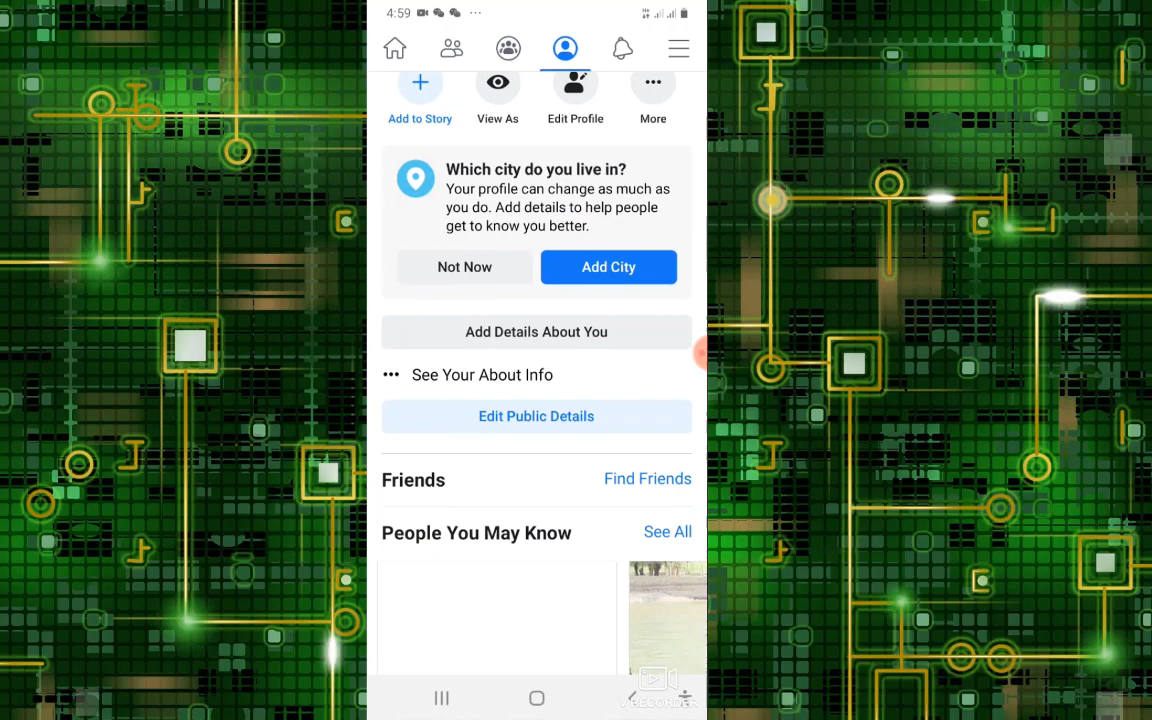 4:59
Add to Story View As Edit Profile More
Which city do you live in?
Your profile can change as much as
you do. Add details to help people
get to know you better.
Not Now Add City
Add Details About You
See Your About Info
Edit Public Details
Friends Find Friends
People You May Know See All
V RECORDER